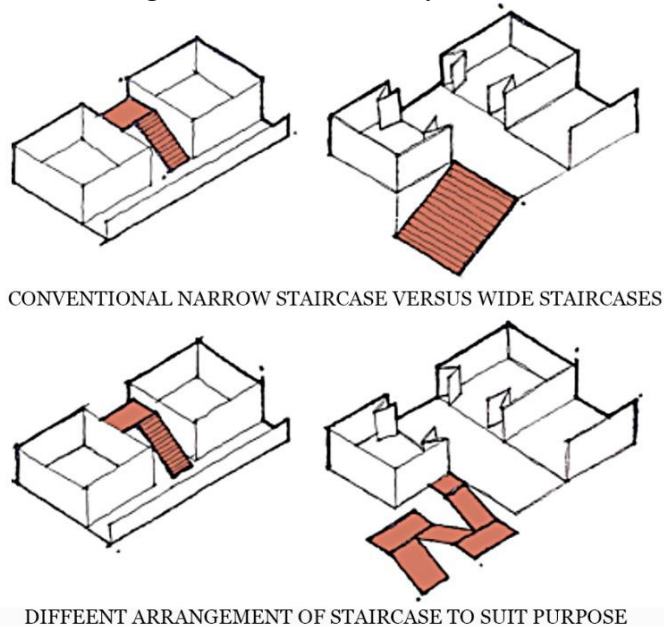 CONVENTIONAL NARROW STAIRCASE VERSUS WIDE STAIRCASES
DIFFEENT ARRANGEMENT OF STAIRCASE TO SUIT PURPOSE